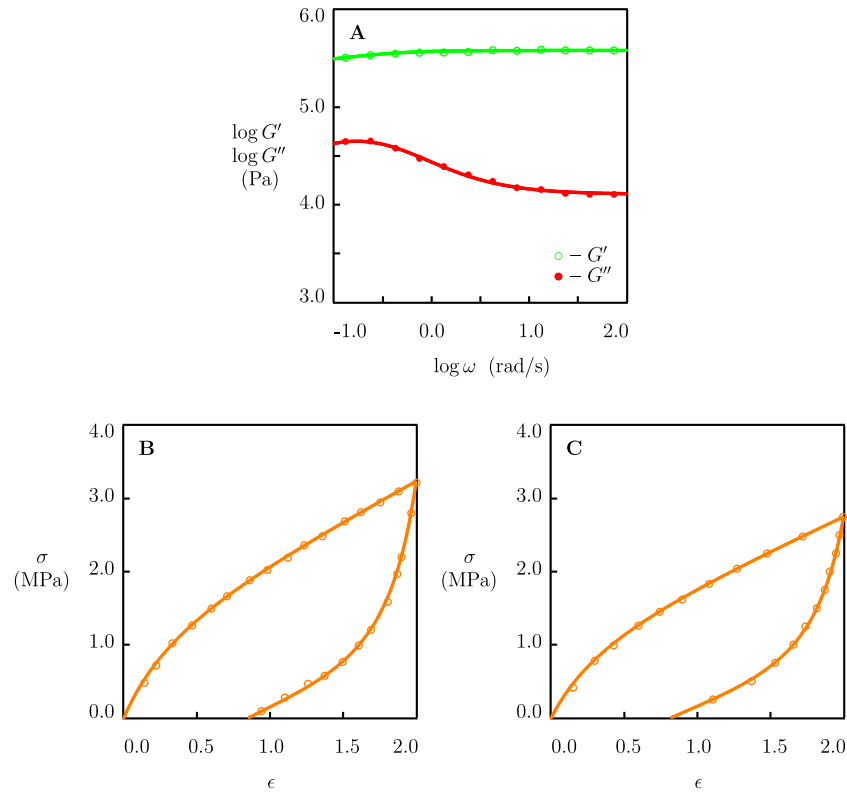 A
6.0
5.0
4.0
3.0
log G′
log G″
(Pa)
– G′
– G″
-1.0 0.0 1.0 2.0
log ω (rad/s)
B
4.0
3.0
2.0
1.0
0.0
σ
(MPa)
0.0 0.5 1.0 1.5 2.0
ϵ
C
4.0
3.0
2.0
1.0
0.0
σ
(MPa)
0.0 0.5 1.0 1.5 2.0
ϵ